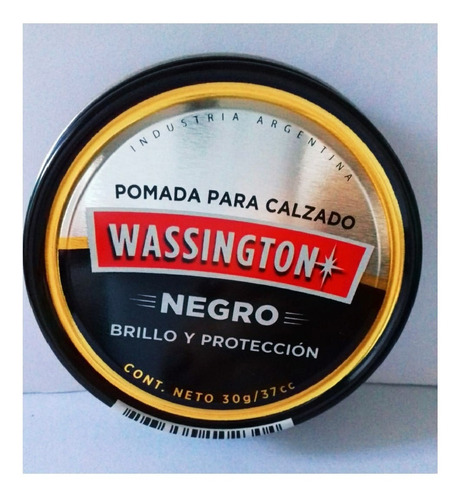 INDUSTRIA ARGENTINA
POMADA PARA CALZADO
WASSINGTON
NEGRO
BRILLO Y PROTECCIÓN
CONT. NETO 30g/37cc